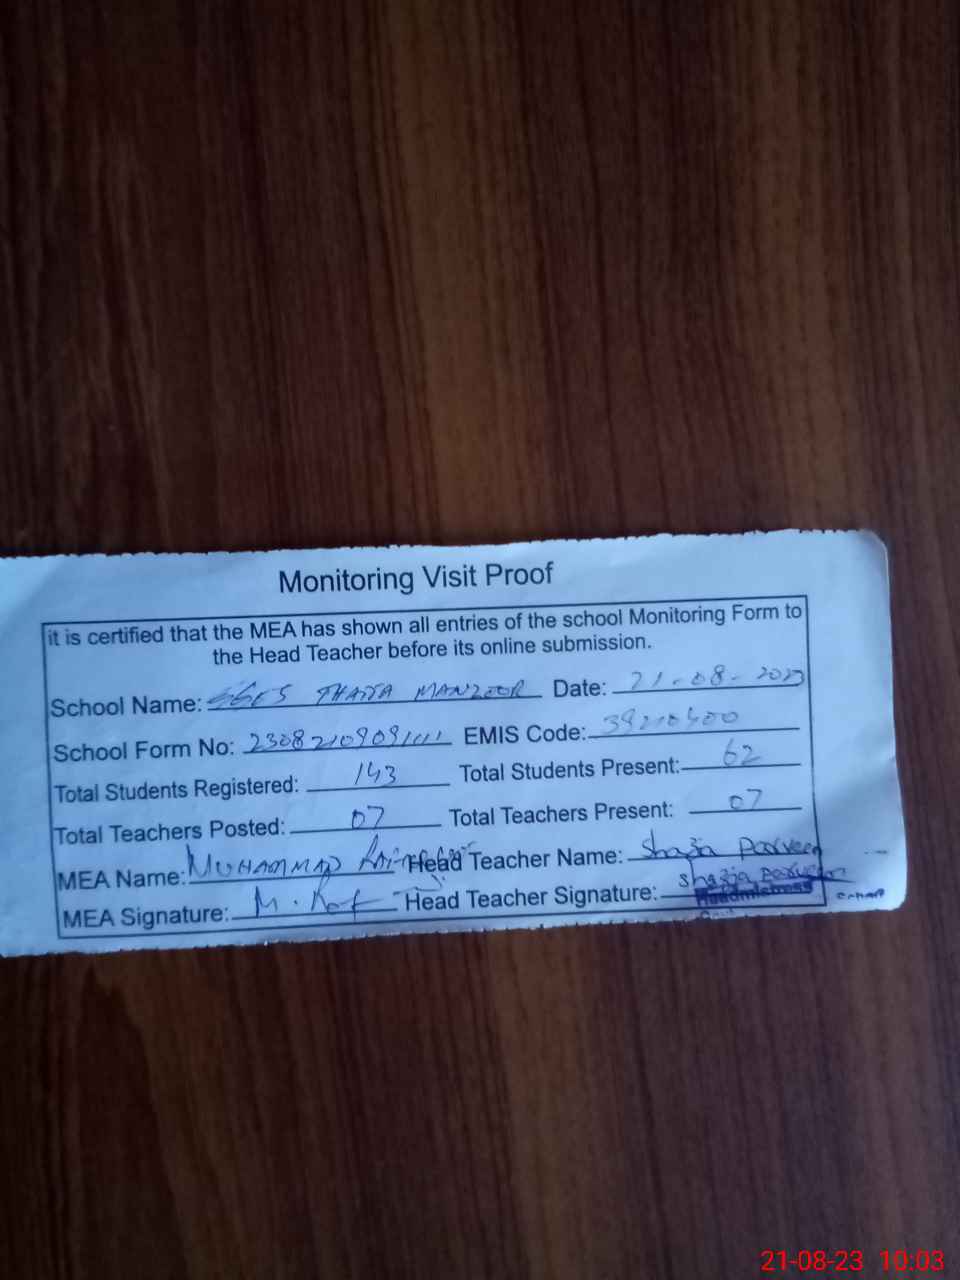 Monitoring Visit Proof
it is certified that the MEA has shown all entries of the school Monitoring Form to
the Head Teacher before its online submission.
School Name: GGES THATTA MANZOOR Date: 21-08-2023
School Form No: EMIS Code: 39210400
Total Students Registered: 143 Total Students Present: 62
Total Teachers Posted: 07 Total Teachers Present: 07
MEA Name: MUHAMMAD Head Teacher Name: Shazia Parveen
MEA Signature: M. Head Teacher Signature: Shazia Parveen
Headmistress
21-08-23 10:03